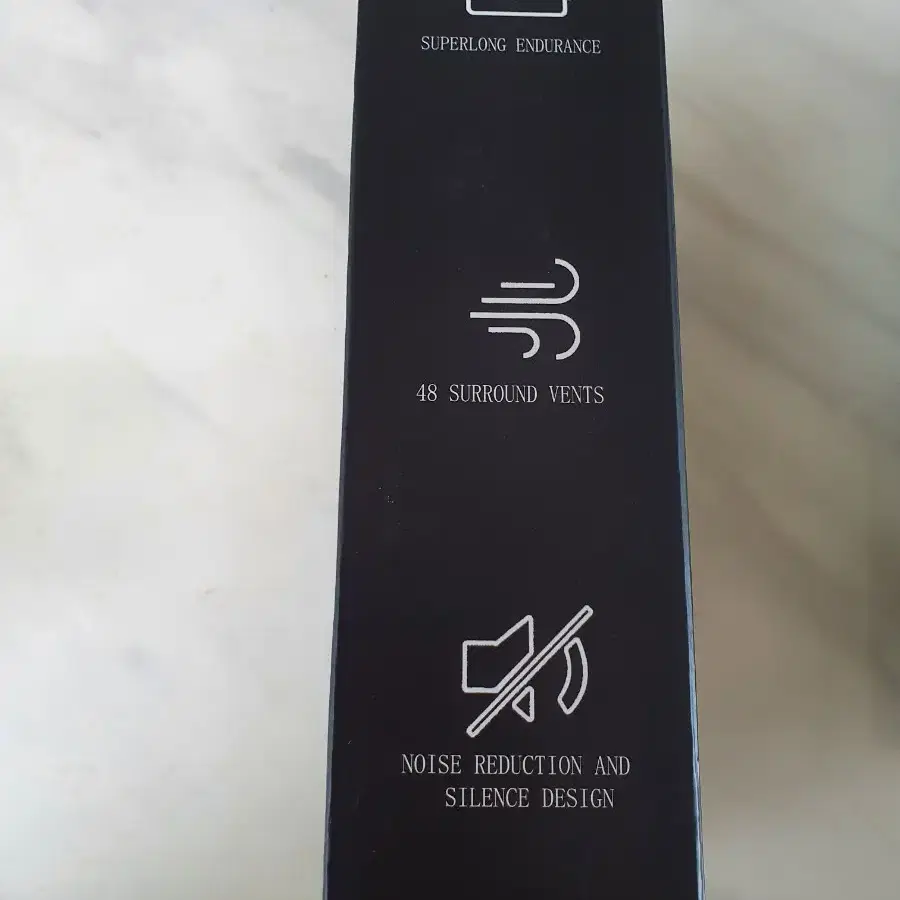 SUPERLONG ENDURANCE
48 SURROUND VENTS
NOISE REDUCTION AND
SILENCE DESIGN